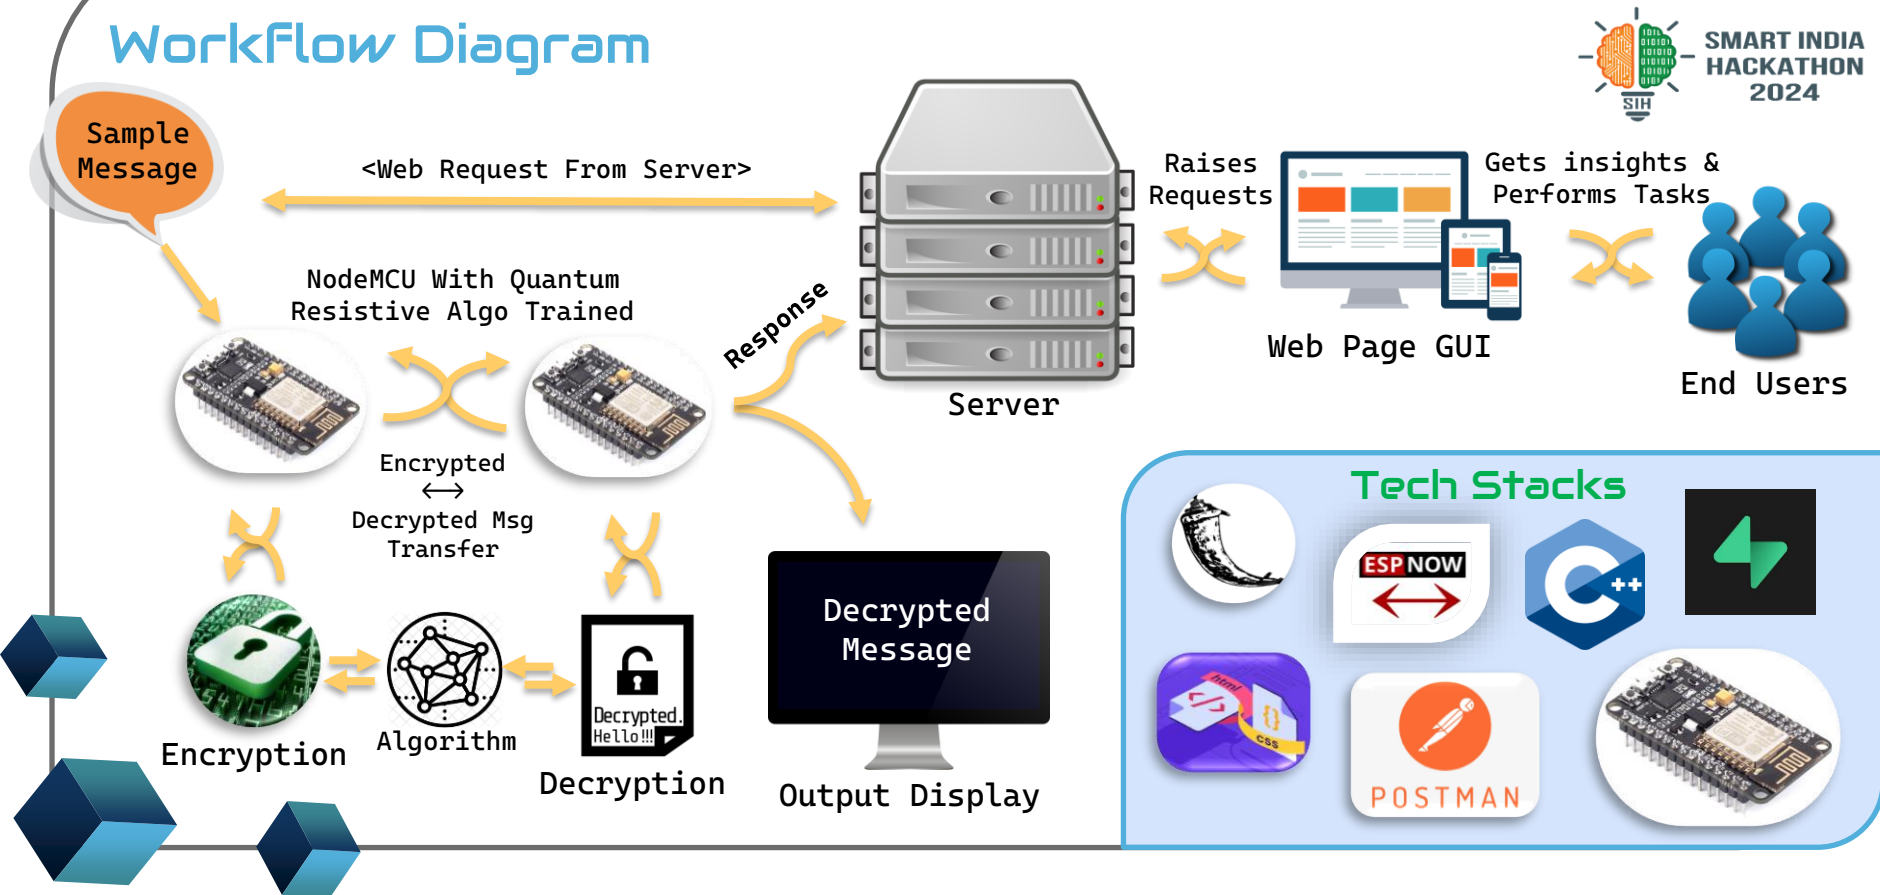 Workflow Diagram
SMART INDIA
HACKATHON
2024
SIH
Sample
Message
<Web Request From Server>
Raises
Requests
Gets insights &
Performs Tasks
NodeMCU With Quantum
Resistive Algo Trained
Response
Web Page GUI
End Users
Server
Encrypted
Decrypted Msg
Transfer
Tech Stacks
ESP NOW
C++
Decrypted
Message
html
</>
{}
CSS
POSTMAN
Decrypted.
Hello!!!
Encryption
Algorithm
Decryption
Output Display